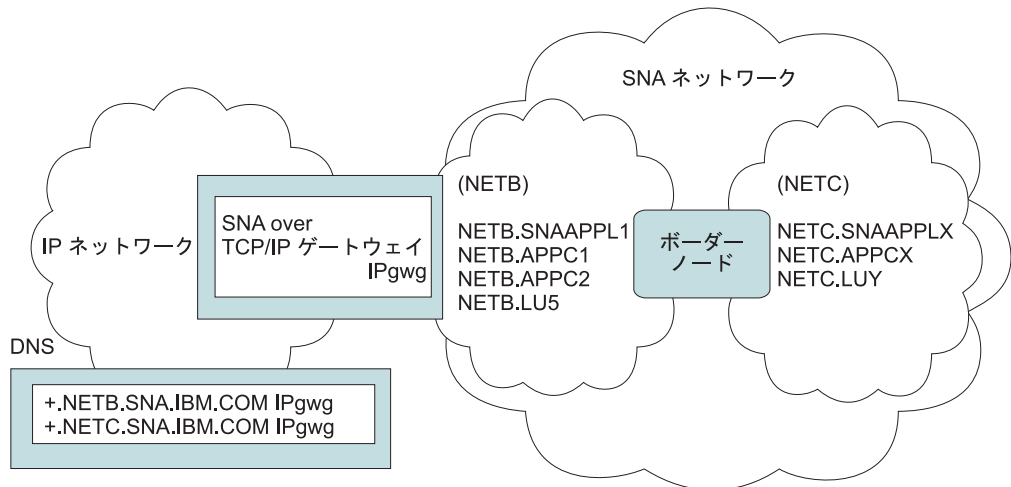 SNA ネットワーク
IP ネットワーク
SNA over
TCP/IP ゲートウェイ
IPgwg
(NETB)
NETB.SNAAPPL1
NETB.APPC1
NETB.APPC2
NETB.LU5
ボーダー
ノード
(NETC)
NETC.SNAAPPLX
NETC.APPCX
NETC.LUY
DNS
+.NETB.SNA.IBM.COM IPgwg
+.NETC.SNA.IBM.COM IPgwg